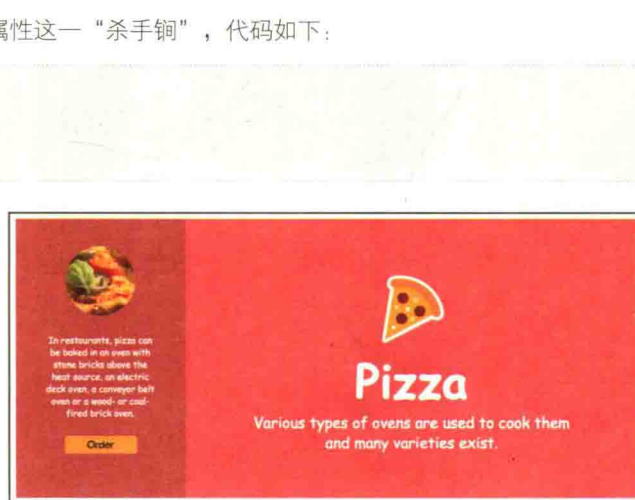 属性这一“杀手锏”，代码如下：
In restaurants, pizza can
be baked in an oven with
stone bricks above the
heat source, an electric
deck oven, a conveyor belt
oven or a wood- or coal-
fired brick oven.
Order
Pizza
Various types of ovens are used to cook them
and many varieties exist.